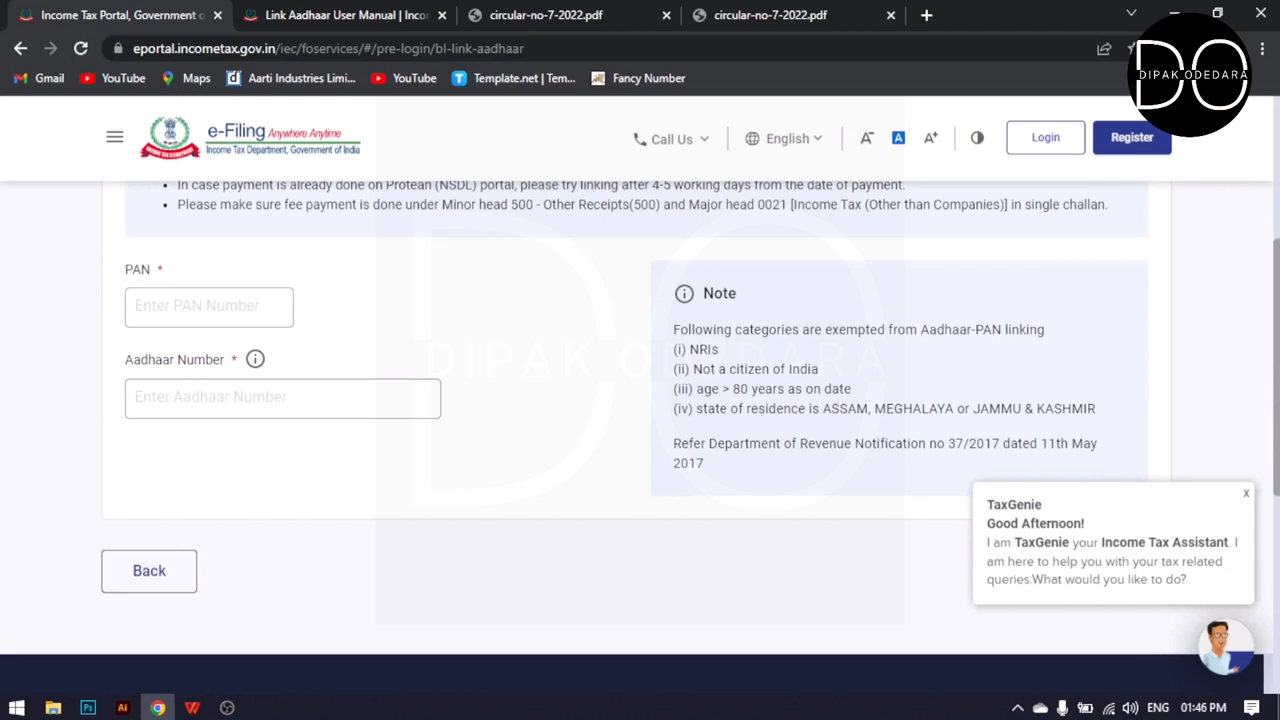 Income Tax Portal, Government o
Link Aadhaar User Manual | Incor
circular-no-7-2022.pdf
circular-no-7-2022.pdf
eportal.incometax.gov.in/iec/foservices/#/pre-login/bl-link-aadhaar
Gmail
YouTube
Maps
Aarti Industries Limi...
YouTube
Template.net | Tem...
Fancy Number
DO
DIPAK ODEDARA
e-Filing Anywhere Anytime
Income Tax Department, Government of India
Call Us
English
A-
A
A+
Login
Register
• In case payment is already done on Protean (NSDL) portal, please try linking after 4-5 working days from the date of payment.
• Please make sure fee payment is done under Minor head 500 - Other Receipts(500) and Major head 0021 [Income Tax (Other than Companies)] in single challan.
PAN *
Enter PAN Number
Aadhaar Number *
Enter Aadhaar Number
Note
Following categories are exempted from Aadhaar-PAN linking
(i) NRIs
(ii) Not a citizen of India
(iii) age > 80 years as on date
(iv) state of residence is ASSAM, MEGHALAYA or JAMMU & KASHMIR
Refer Department of Revenue Notification no 37/2017 dated 11th May
2017
DO
DIPAK ODEDARA
Back
TaxGenie
x
Good Afternoon!
I am TaxGenie your Income Tax Assistant. I
am here to help you with your tax related
queries.What would you like to do?
Ps
Ai
ENG
01:46 PM